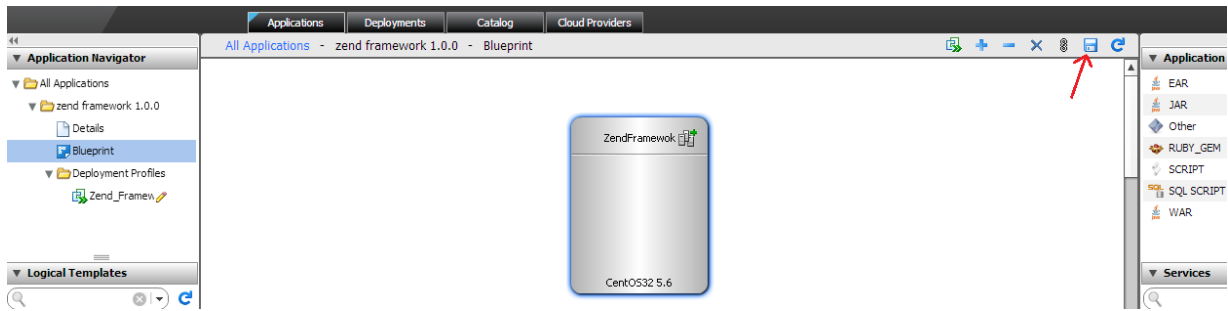 Applications Deployments Catalog Cloud Providers
All Applications - zend framework 1.0.0 - Blueprint
Application Navigator
All Applications
zend framework 1.0.0
Details
Blueprint
Deployment Profiles
Zend_Framew
Logical Templates
ZendFramewok
CentOS32 5.6
Application
EAR
JAR
Other
RUBY_GEM
SCRIPT
SQL SCRIPT
WAR
Services